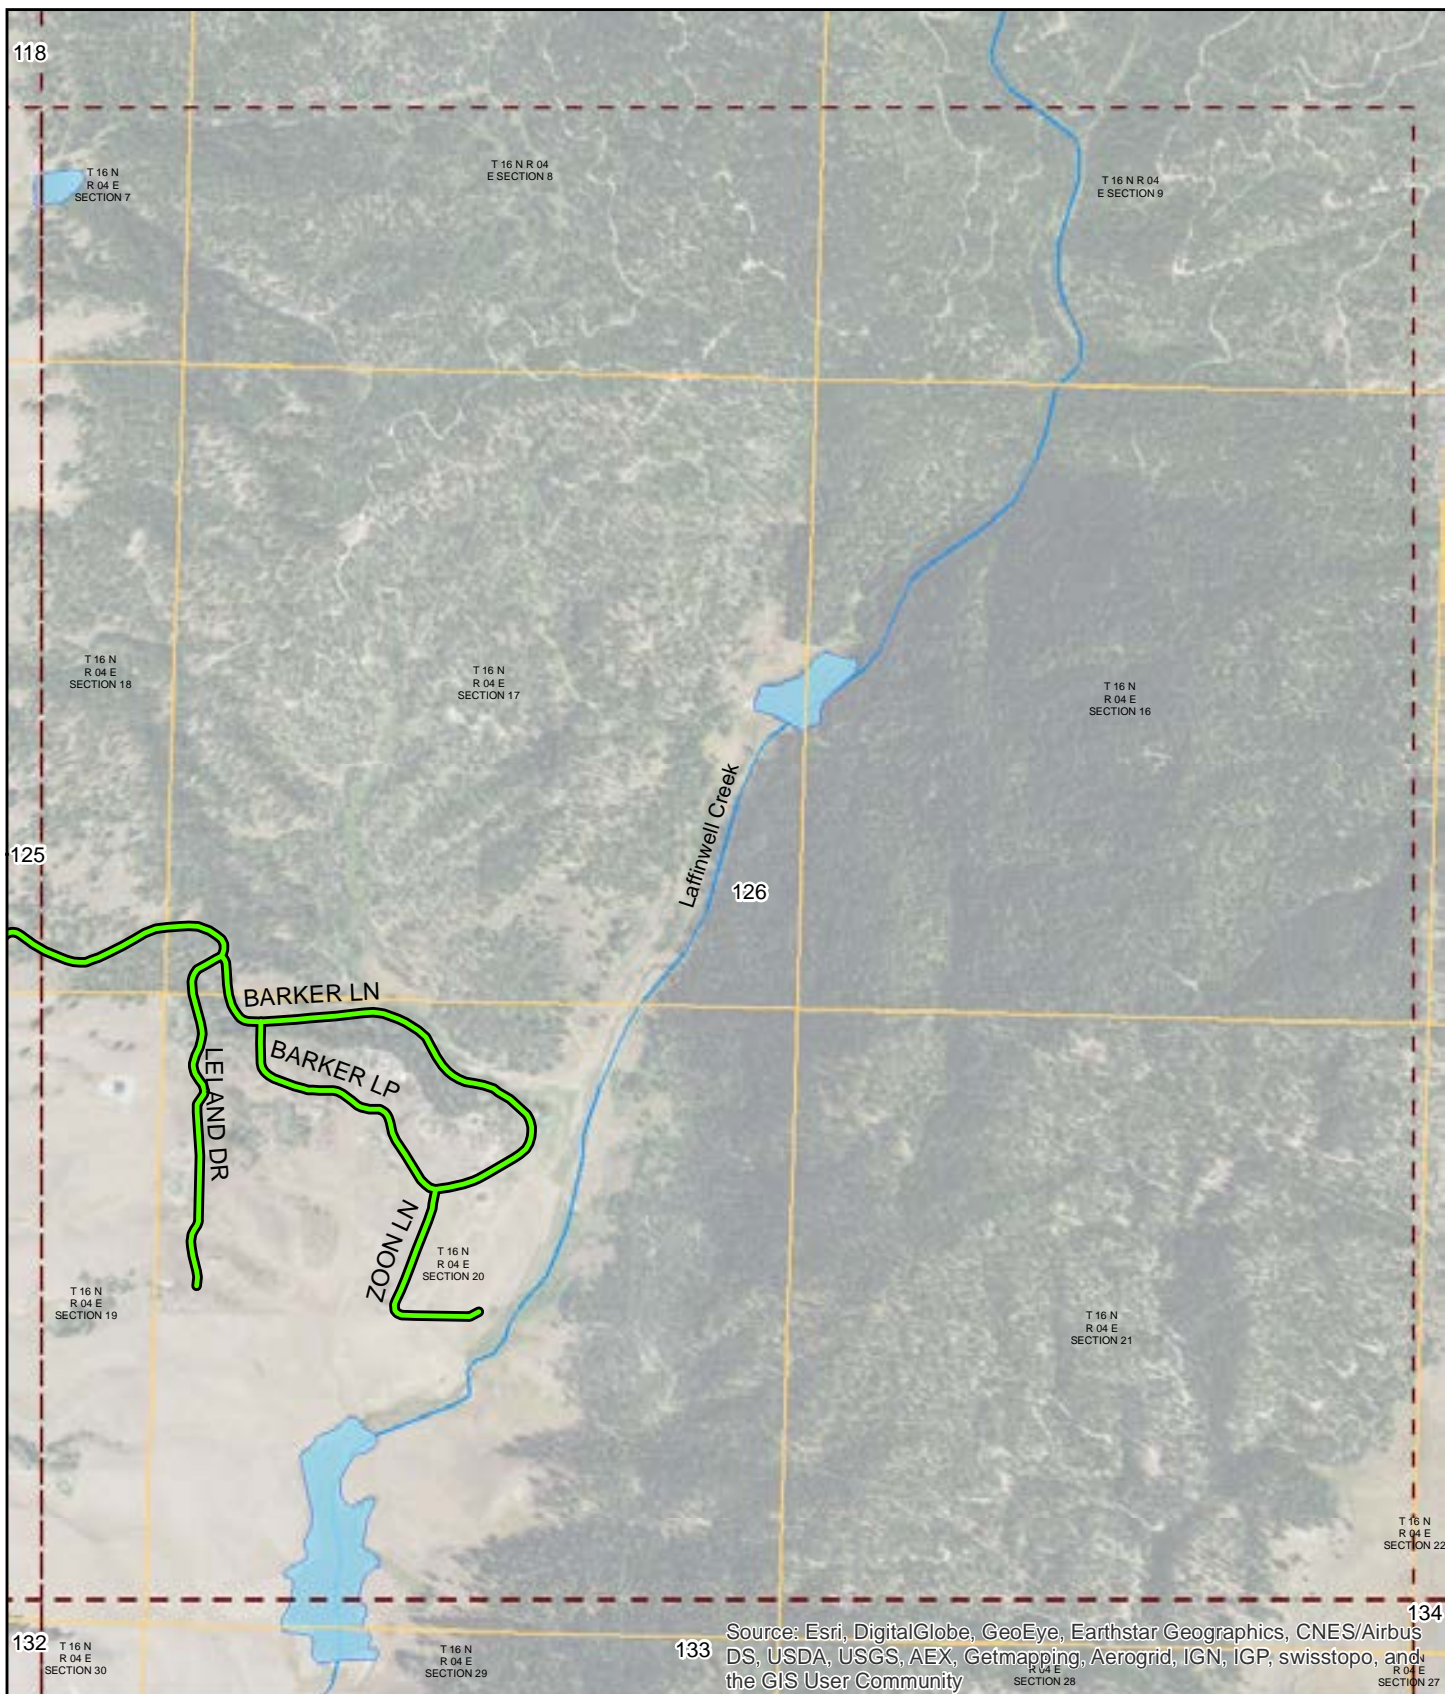 118
T 16 N
R 04 E
SECTION 7
T 16 N R 04
E SECTION 8
T 16 N R 04
E SECTION 9
T 16 N
R 04 E
SECTION 18
T 16 N
R 04 E
SECTION 17
T 16 N
R 04 E
SECTION 16
Laffinwell Creek
125
126
BARKER LN
BARKER LP
LELAND DR
ZOON LN
T 16 N
R 04 E
SECTION 20
T 16 N
R 04 E
SECTION 19
T 16 N
R 04 E
SECTION 21
T 16 N
R 04 E
SECTION 22
134
132
T 16 N
R 04 E
SECTION 30
T 16 N
R 04 E
SECTION 29
133
Source: Esri, DigitalGlobe, GeoEye, Earthstar Geographics, CNES/Airbus
DS, USDA, USGS, AEX, Getmapping, Aerogrid, IGN, IGP, swisstopo, and
the GIS User Community
R 04 E
SECTION 28
R 04 E
SECTION 27